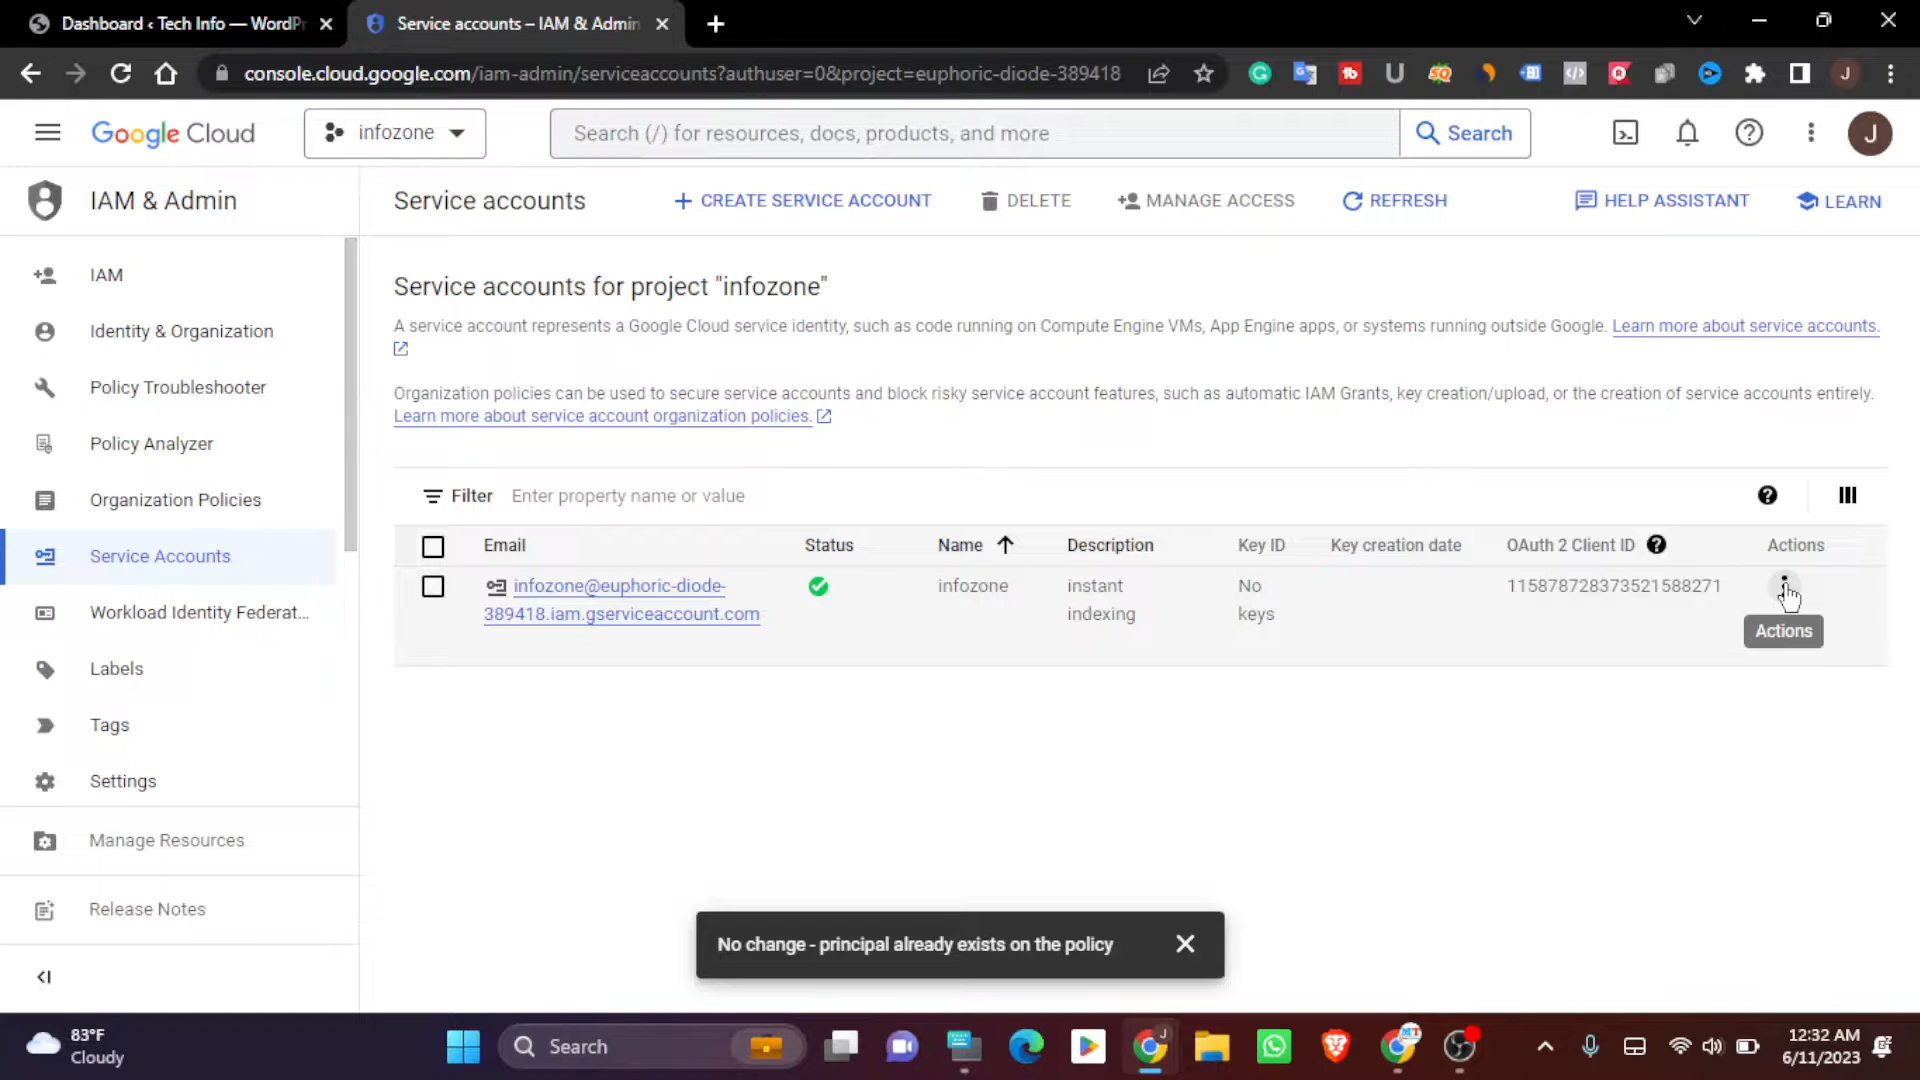 Dashboard ‹ Tech Info — WordPr
Service accounts – IAM & Admin
console.cloud.google.com/iam-admin/serviceaccounts?authuser=0&project=euphoric-diode-389418
Google Cloud
infozone
Search (/) for resources, docs, products, and more
Search
J
IAM & Admin
Service accounts
CREATE SERVICE ACCOUNT
DELETE
MANAGE ACCESS
REFRESH
HELP ASSISTANT
LEARN
IAM
Identity & Organization
Policy Troubleshooter
Policy Analyzer
Organization Policies
Service Accounts
Workload Identity Federat...
Labels
Tags
Settings
Manage Resources
Release Notes
Service accounts for project "infozone"
A service account represents a Google Cloud service identity, such as code running on Compute Engine VMs, App Engine apps, or systems running outside Google. Learn more about service accounts.
Organization policies can be used to secure service accounts and block risky service account features, such as automatic IAM Grants, key creation/upload, or the creation of service accounts entirely.
Learn more about service account organization policies.
Filter Enter property name or value
Email Status Name Description Key ID Key creation date OAuth 2 Client ID Actions
infozone@euphoric-diode- infozone instant No 115878728373521588271
389418.iam.gserviceaccount.com indexing keys
Actions
No change - principal already exists on the policy
83°F
Cloudy
Search
12:32 AM
6/11/2023